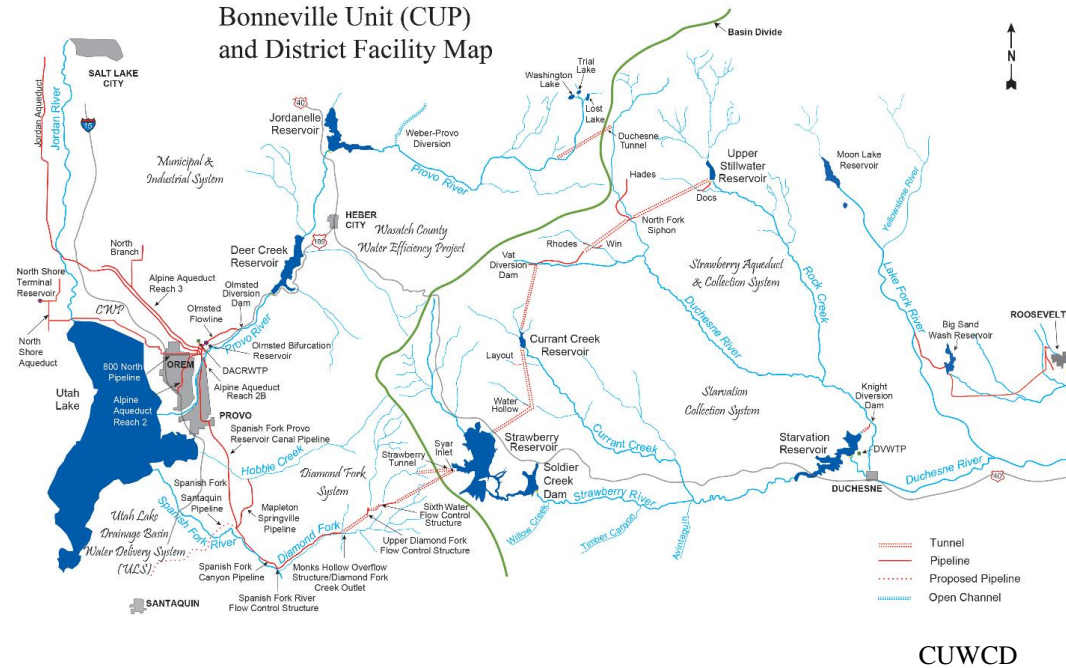 Bonneville Unit (CUP)
and District Facility Map
Basin Divide
N
SALT LAKE
CITY
Jordan Aqueduct
Jordan River
15
40
Jordanelle
Reservoir
Weber-Provo
Diversion
Washington
Lake
Trial
Lake
Lost
Lake
Duchesne
Tunnel
Provo River
Upper
Stillwater
Reservoir
Moon Lake
Reservoir
Yellowstone River
Hades
Docs
North Fork
Siphon
Rhodes
Win
Vat
Diversion
Dam
Municipal &
Industrial System
HEBER
CITY
189
Wasatch County
Water Efficiency Project
Strawberry Aqueduct
& Collection System
Rock Creek
Lake Fork River
Duchesne River
North
Branch
Deer Creek
Reservoir
Alpine Aqueduct
Reach 3
Olmsted
Diversion
Dam
Olmsted
Flowline
Provo River
North Shore
Terminal
Reservoir
CWP
North
Shore
Aqueduct
Olmsted Bifurcation
Reservoir
DACRWTP
800 North
Pipeline
OREM
Alpine Aqueduct
Reach 2B
Utah
Lake
Alpine
Aqueduct
Reach 2
PROVO
Currant Creek
Reservoir
Layout
Water
Hollow
Currant Creek
Big Sand
Wash Reservoir
ROOSEVELT
Starvation
Collection System
Knight
Diversion
Dam
Spanish Fork Provo
Reservoir Canal Pipeline
Hobble Creek
Diamond Fork
System
Strawberry
Tunnel
Syar
Inlet
Strawberry
Reservoir
Soldier
Creek
Dam
Starvation
Reservoir
DVWTP
DUCHESNE
Duchesne River
40
Strawberry River
Willow Creek
Timber Canyon
Avintaquin
Spanish Fork
Santaquin
Pipeline
Mapleton
Springville
Pipeline
Spanish Fork
River
Diamond Fork
Sixth Water
Flow Control
Structure
Upper Diamond Fork
Flow Control Structure
Utah Lake
Drainage Basin
Water Delivery System
(ULS)
Spanish Fork
Canyon Pipeline
Monks Hollow Overflow
Structure/Diamond Fork
Creek Outlet
Spanish Fork River
Flow Control Structure
SANTAQUIN
Tunnel
Pipeline
Proposed Pipeline
Open Channel
CUWCD